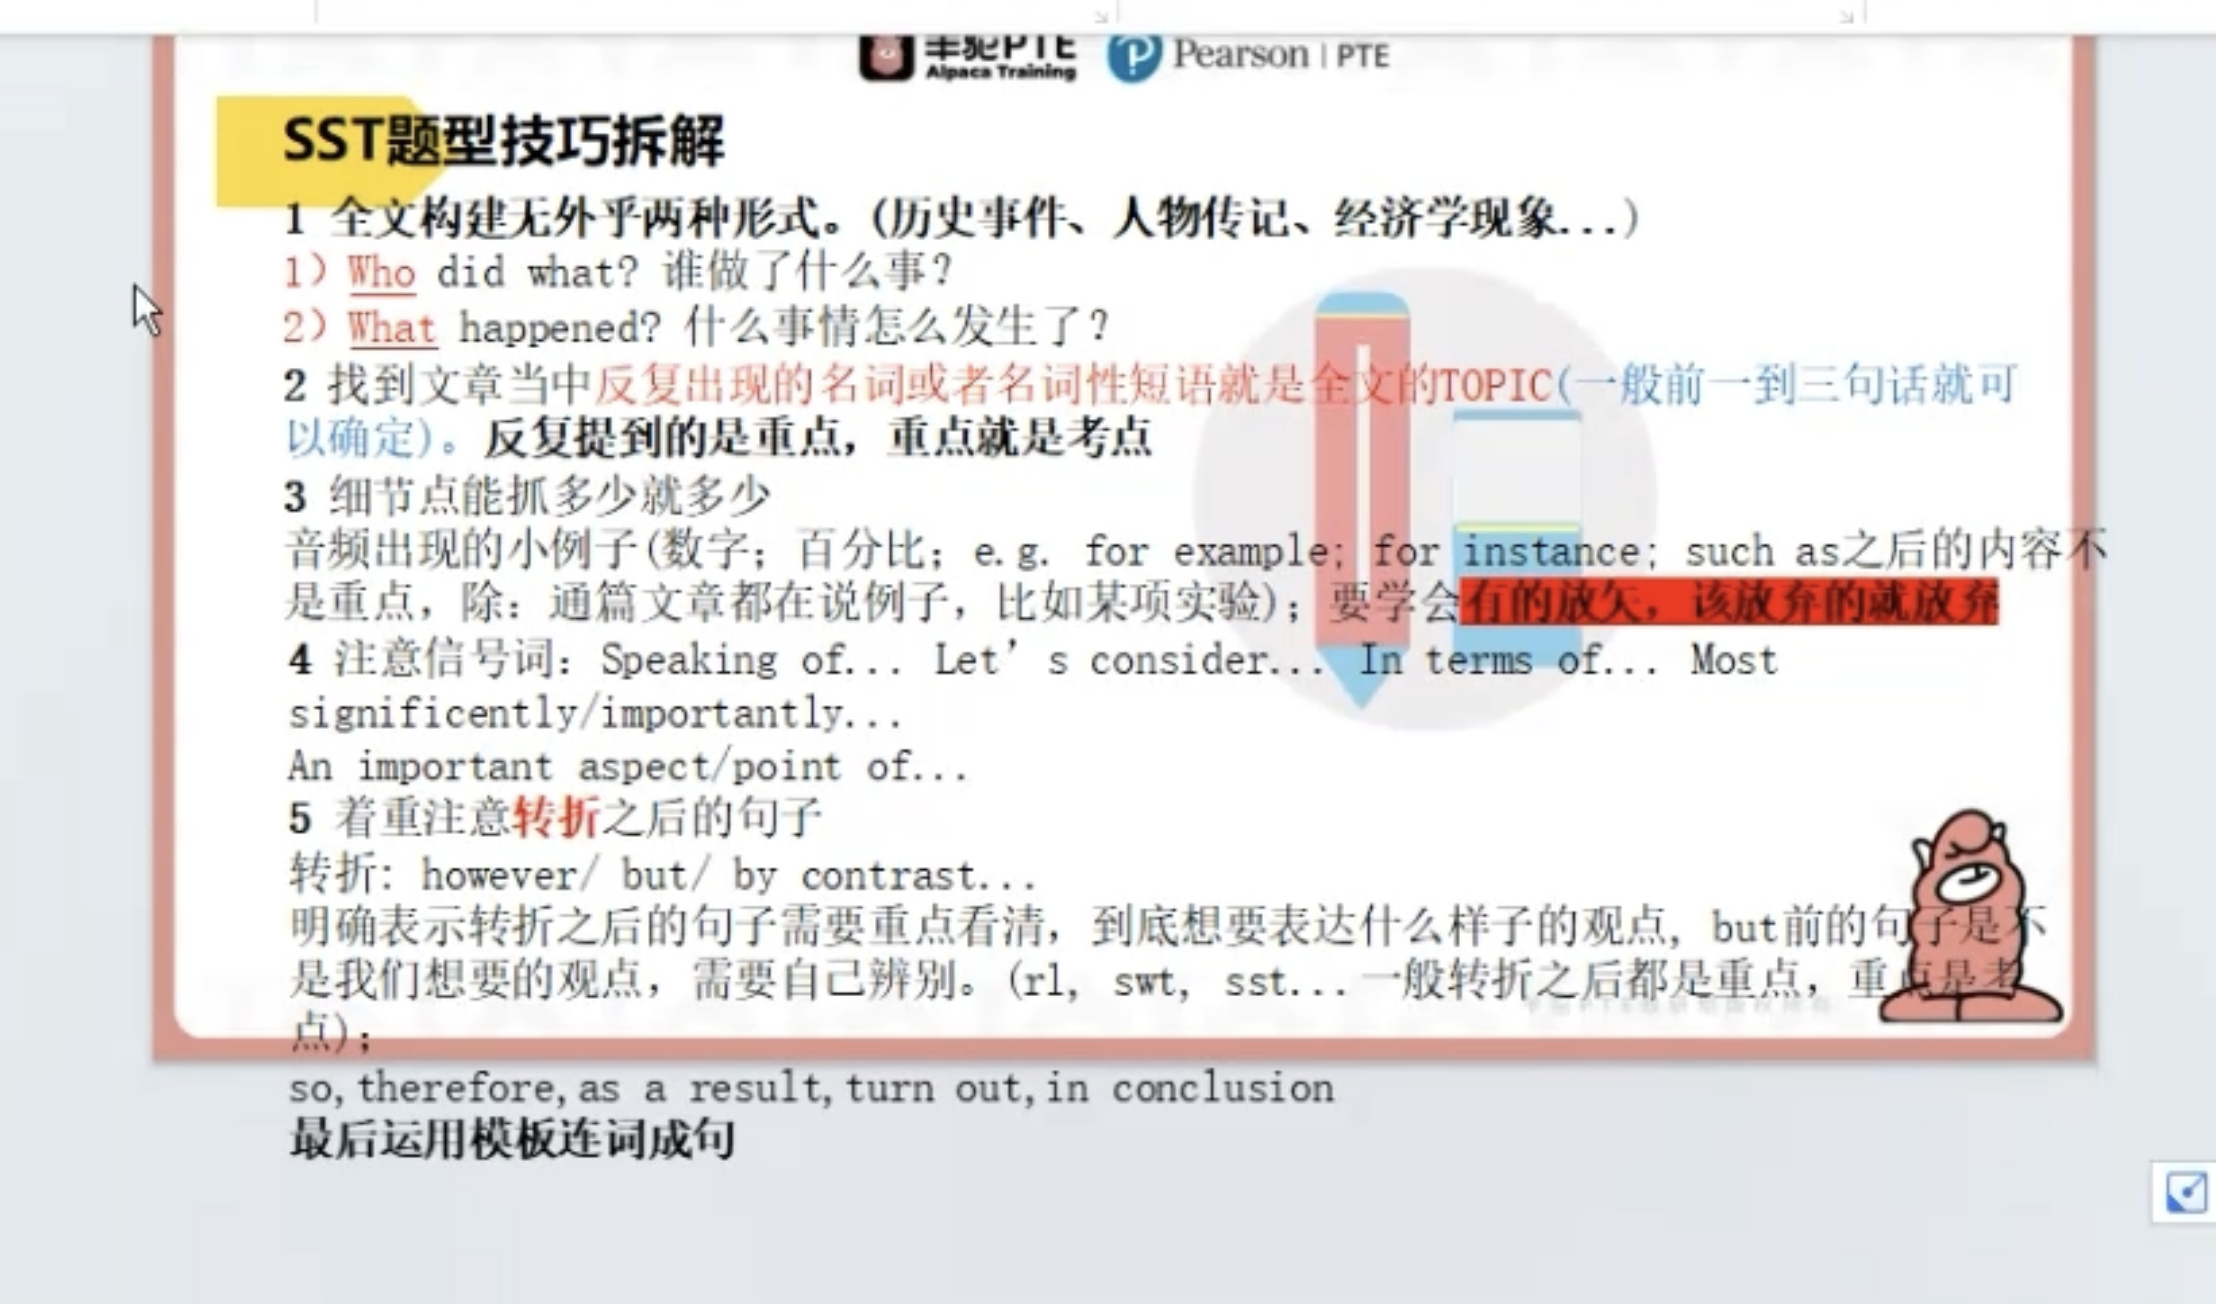 羊驼PTE
Alpaca Training
Pearson | PTE
SST题型技巧拆解
1 全文构建无外乎两种形式。(历史事件、人物传记、经济学现象...)
1) Who did what? 谁做了什么事?
2) What happened? 什么事情怎么发生了?
2 找到文章当中反复出现的名词或者名词性短语就是全文的TOPIC(一般前一到三句话就可
以确定)。反复提到的是重点，重点就是考点
3 细节点能抓多少就多少
音频出现的小例子(数字; 百分比; e.g. for example; for instance; such as之后的内容不
是重点，除: 通篇文章都在说例子，比如某项实验); 要学会有的放矢，该放弃的就放弃
4 注意信号词: Speaking of... Let's consider... In terms of... Most
significently/importantly...
An important aspect/point of...
5 着重注意转折之后的句子
转折: however/ but/ by contrast...
明确表示转折之后的句子需要重点看清，到底想要表达什么样子的观点, but前的句子是不
是我们想要的观点，需要自己辨别。(rl, swt, sst...一般转折之后都是重点，重点是考
点);
so,therefore,as a result,turn out,in conclusion
最后运用模板连词成句